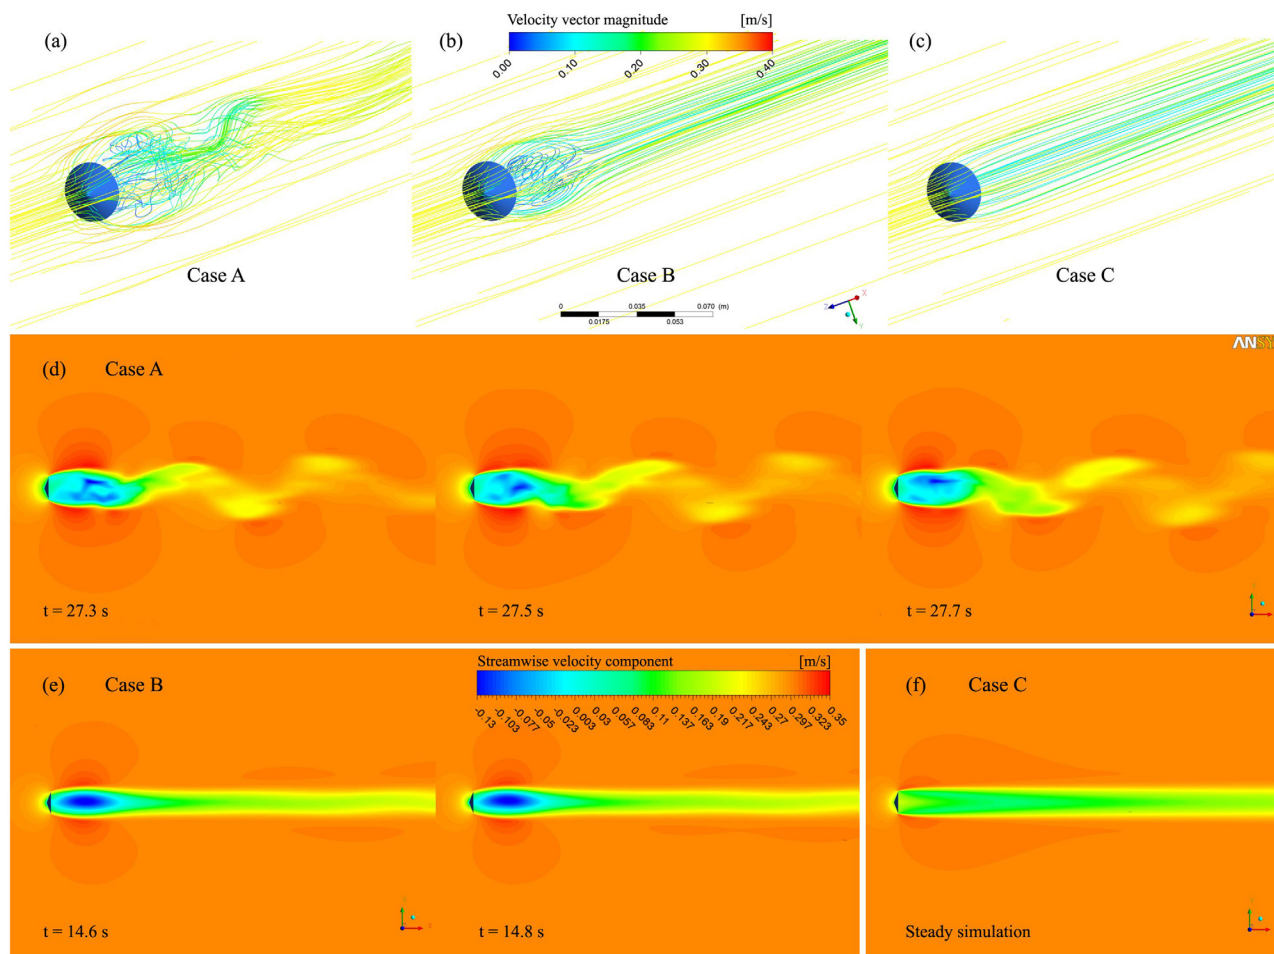 Velocity vector magnitude [m/s]
(a) (b) (c)
0.00 0.10 0.20 0.30 0.40
Case A Case B Case C
0 0.035 0.070 (m)
0.0175 0.053
X
Z
Y
(d) Case A
ANSY
t = 27.3 s t = 27.5 s t = 27.7 s
(e) Case B
Streamwise velocity component [m/s]
(f) Case C
-0.13 -0.103 -0.077 -0.05 -0.023 0.003 0.03 0.057 0.083 0.11 0.137 0.163 0.19 0.217 0.243 0.27 0.297 0.323 0.35
t = 14.6 s t = 14.8 s Steady simulation